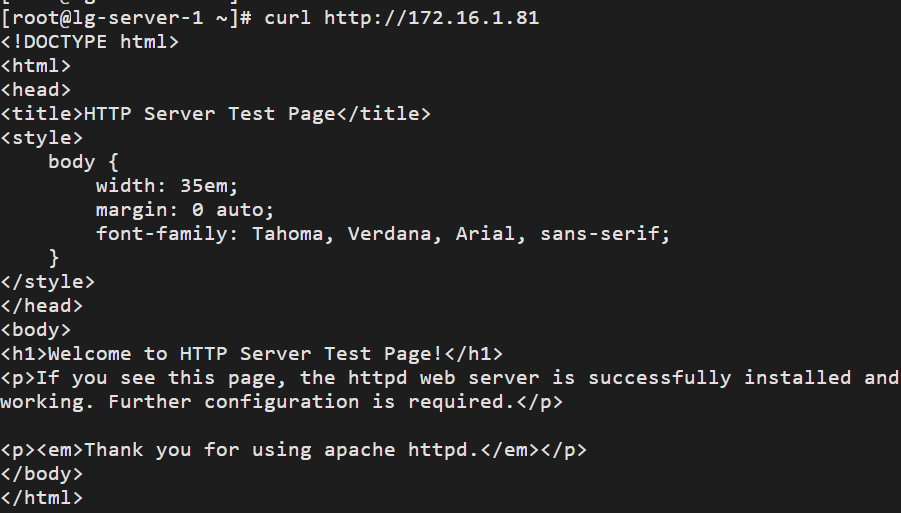 [root@lg-server-1 ~]# curl http://172.16.1.81
<!DOCTYPE html>
<html>
<head>
<title>HTTP Server Test Page</title>
<style>
    body {
        width: 35em;
        margin: 0 auto;
        font-family: Tahoma, Verdana, Arial, sans-serif;
    }
</style>
</head>
<body>
<h1>Welcome to HTTP Server Test Page!</h1>
<p>If you see this page, the httpd web server is successfully installed and
working. Further configuration is required.</p>

<p><em>Thank you for using apache httpd.</em></p>
</body>
</html>